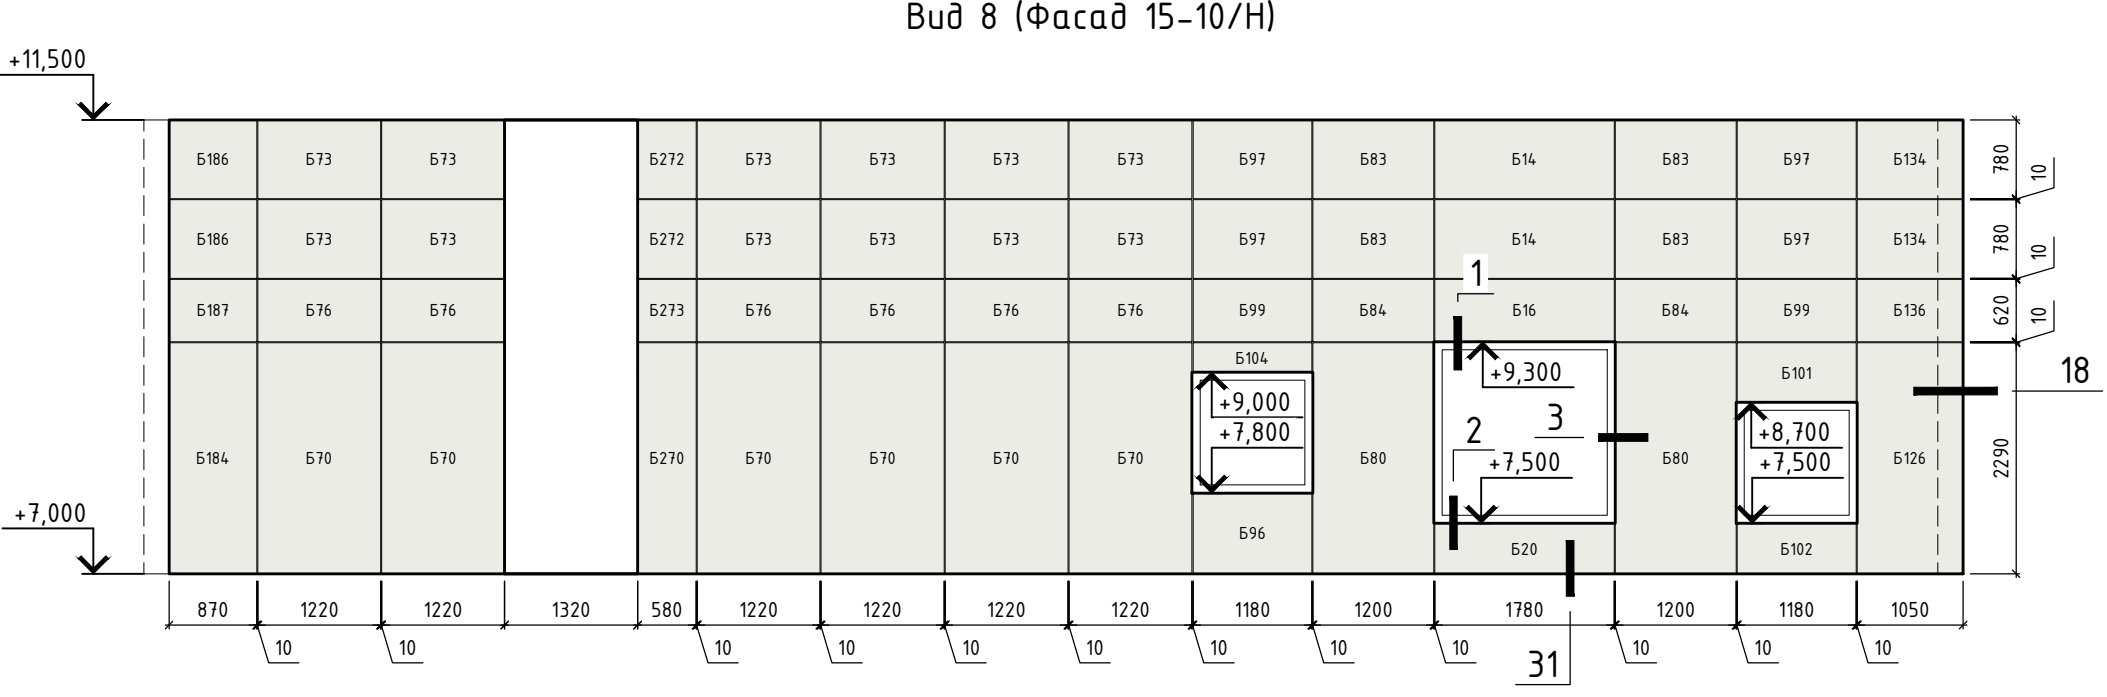 Вид 8 (Фасад 15-10/Н)
+11,500
Б186 Б73 Б73 Б272 Б73 Б73 Б73 Б73 Б97 Б83 Б14 Б83 Б97 Б134 780
10
Б186 Б73 Б73 Б272 Б73 Б73 Б73 Б73 Б97 Б83 Б14 Б83 Б97 Б134 780
10
1
Б187 Б76 Б76 Б273 Б76 Б76 Б76 Б76 Б99 Б84 Б16 Б84 Б99 Б136 620
10
Б104
+9,300 Б101 18
+9,000 3
+7,800 2 +8,700
Б184 Б70 Б70 Б270 Б70 Б70 Б70 Б70 Б80 +7,500 Б80 +7,500 Б126 2290
+7,000
Б96 Б20 Б102
870 1220 1220 1320 580 1220 1220 1220 1220 1180 1200 1780 1200 1180 1050
10 10 10 10 10 10 10 10 10 10 10 10
31